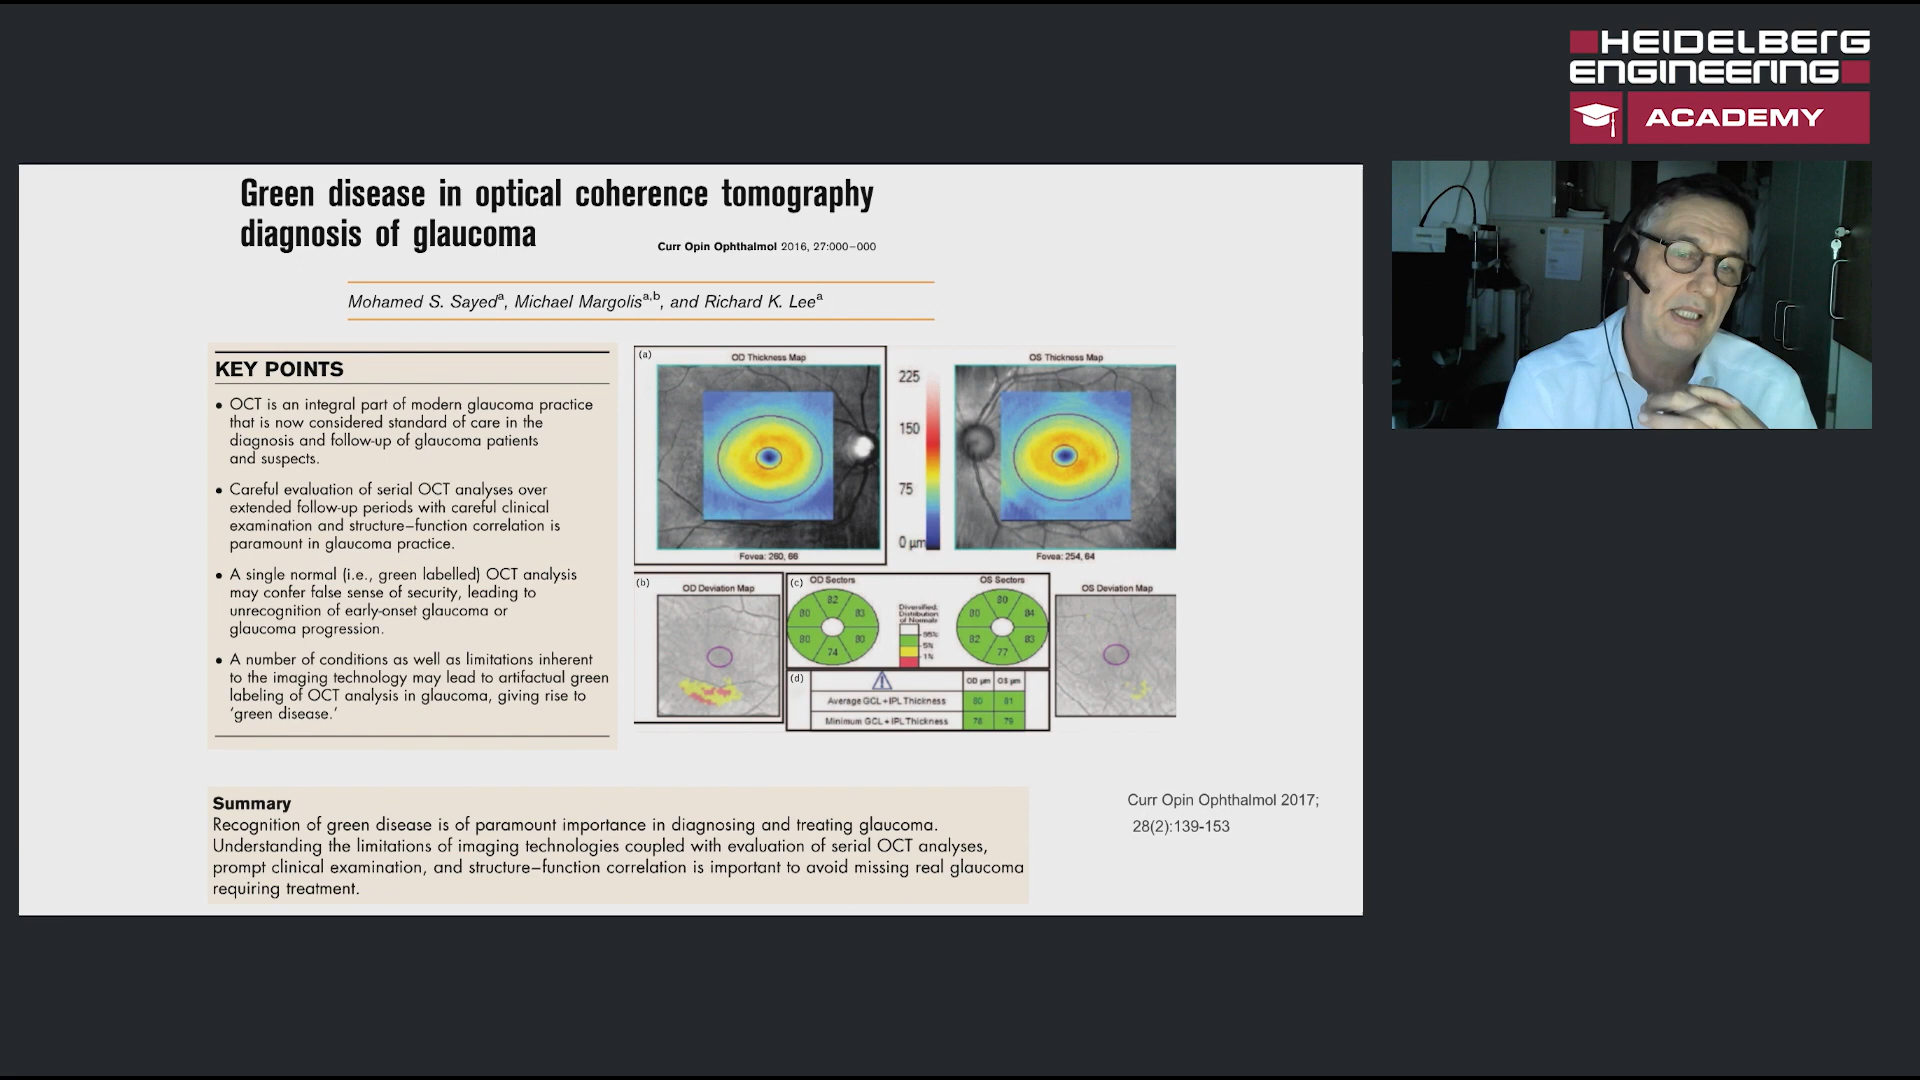 HEIDELBERG
ENGINEERING
ACADEMY
Green disease in optical coherence tomography
diagnosis of glaucoma
Curr Opin Ophthalmol 2016, 27:000–000
Mohamed S. Sayedᵃ, Michael Margolisᵃ,ᵇ, and Richard K. Leeᵃ
KEY POINTS
• OCT is an integral part of modern glaucoma practice
that is now considered standard of care in the
diagnosis and follow-up of glaucoma patients
and suspects.
• Careful evaluation of serial OCT analyses over
extended follow-up periods with careful clinical
examination and structure–function correlation is
paramount in glaucoma practice.
• A single normal (i.e., green labelled) OCT analysis
may confer false sense of security, leading to
unrecognition of early-onset glaucoma or
glaucoma progression.
• A number of conditions as well as limitations inherent
to the imaging technology may lead to artifactual green
labeling of OCT analysis in glaucoma, giving rise to
‘green disease.’
(a)
OD Thickness Map
Fovea: 260, 66
225
150
75
0 µm
OS Thickness Map
Fovea: 254, 64
(b)
OD Deviation Map
(c) OD Sectors
82
80 83
80 80
74
Diversified:
Distribution
of Normals
95%
5%
1%
OS Sectors
80
80 84
82 83
77
(d)
OD µm OS µm
Average GCL + IPL Thickness 80 81
Minimum GCL + IPL Thickness 78 79
OS Deviation Map
Summary
Recognition of green disease is of paramount importance in diagnosing and treating glaucoma.
Understanding the limitations of imaging technologies coupled with evaluation of serial OCT analyses,
prompt clinical examination, and structure–function correlation is important to avoid missing real glaucoma
requiring treatment.
Curr Opin Ophthalmol 2017;
28(2):139-153